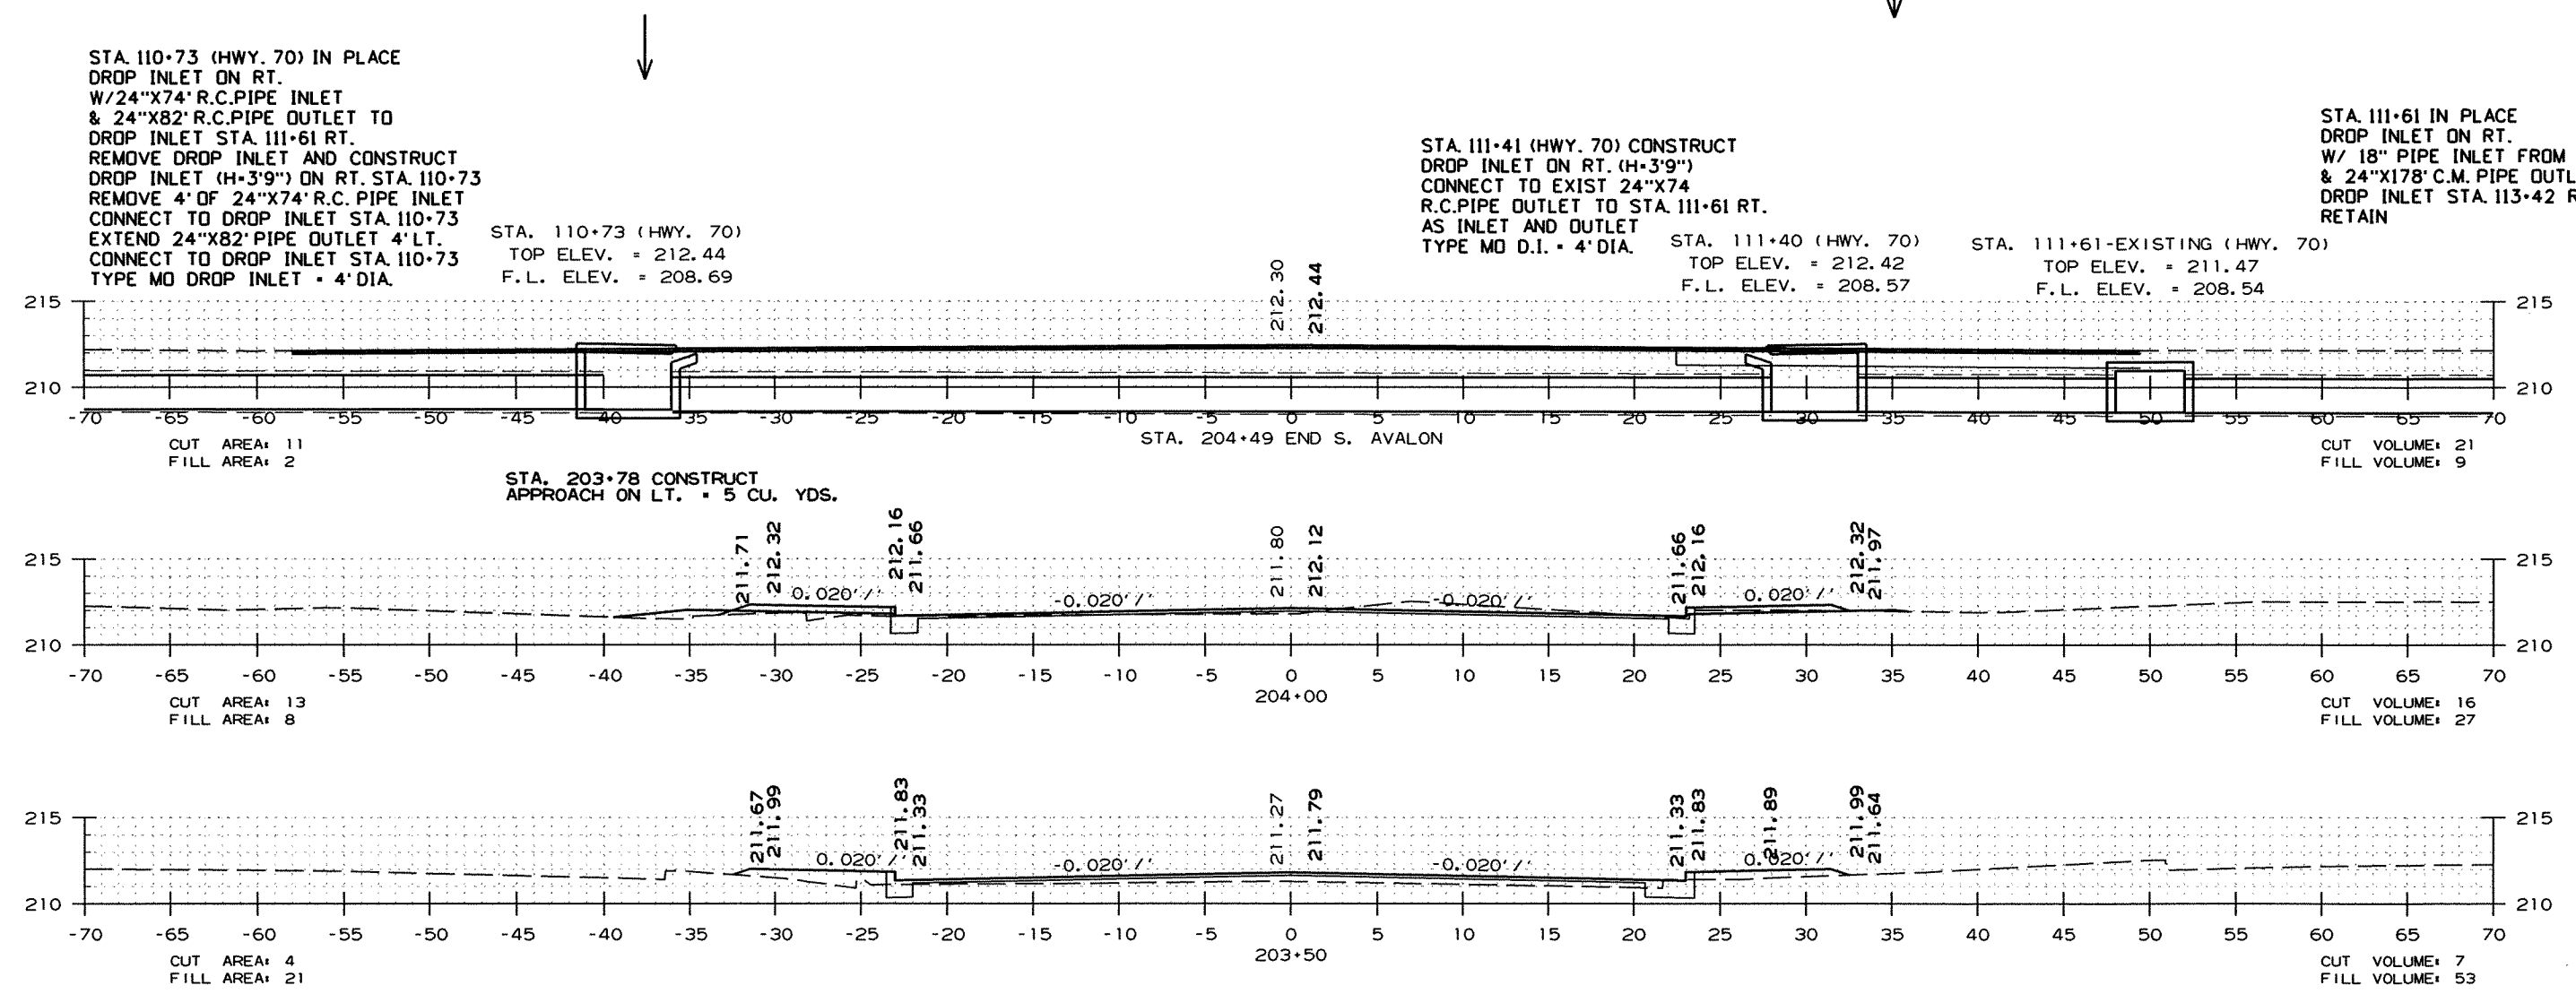 STA. 110+73 (HWY. 70) IN PLACE
DROP INLET ON RT.
W/24"X74' R.C.PIPE INLET
& 24"X82' R.C.PIPE OUTLET TO
DROP INLET STA. 111+61 RT.
REMOVE DROP INLET AND CONSTRUCT
DROP INLET (H=3'9") ON RT. STA. 110+73
REMOVE 4' OF 24"X74' R.C. PIPE INLET
CONNECT TO DROP INLET STA. 110+73
EXTEND 24"X82' PIPE OUTLET 4' LT.
CONNECT TO DROP INLET STA. 110+73
TYPE MO DROP INLET = 4' DIA.
STA. 110+73 (HWY. 70)
TOP ELEV. = 212.44
F.L. ELEV. = 208.69
STA. 111+41 (HWY. 70) CONSTRUCT
DROP INLET ON RT. (H=3'9")
CONNECT TO EXIST 24"X74
R.C.PIPE OUTLET TO STA. 111+61 RT.
AS INLET AND OUTLET
TYPE MO D.I. = 4' DIA.
STA. 111+40 (HWY. 70)
TOP ELEV. = 212.42
F.L. ELEV. = 208.57
STA. 111+61-EXISTING (HWY. 70)
TOP ELEV. = 211.47
F.L. ELEV. = 208.54
STA. 111+61 IN PLACE
DROP INLET ON RT.
W/ 18" PIPE INLET FROM
& 24"X178' C.M. PIPE OUTL
DROP INLET STA. 113+42 R
RETAIN
212.30 212.44
215 215
210 210
-70 -65 -60 -55 -50 -45 -40 -35 -30 -25 -20 -15 -10 -5 0 5 10 15 20 25 30 35 40 45 50 55 60 65 70
STA. 204+49 END S. AVALON
CUT AREA: 11
FILL AREA: 2
CUT VOLUME: 21
FILL VOLUME: 9
STA. 203+78 CONSTRUCT
APPROACH ON LT. = 5 CU. YDS.
211.71 212.32 212.16 211.66 211.80 212.12 211.66 212.16 212.32 211.97
215 215
0.020'/' -0.020'/' -0.020'/' 0.020'/'
210 210
-70 -65 -60 -55 -50 -45 -40 -35 -30 -25 -20 -15 -10 -5 0 5 10 15 20 25 30 35 40 45 50 55 60 65 70
204+00
CUT AREA: 13
FILL AREA: 8
CUT VOLUME: 16
FILL VOLUME: 27
211.67 211.99 211.83 211.33 211.27 211.79 211.33 211.83 211.89 211.99 211.64
215 215
0.020'/' -0.020'/' -0.020'/' 0.020'/'
210 210
-70 -65 -60 -55 -50 -45 -40 -35 -30 -25 -20 -15 -10 -5 0 5 10 15 20 25 30 35 40 45 50 55 60 65 70
203+50
CUT AREA: 4
FILL AREA: 21
CUT VOLUME: 7
FILL VOLUME: 53